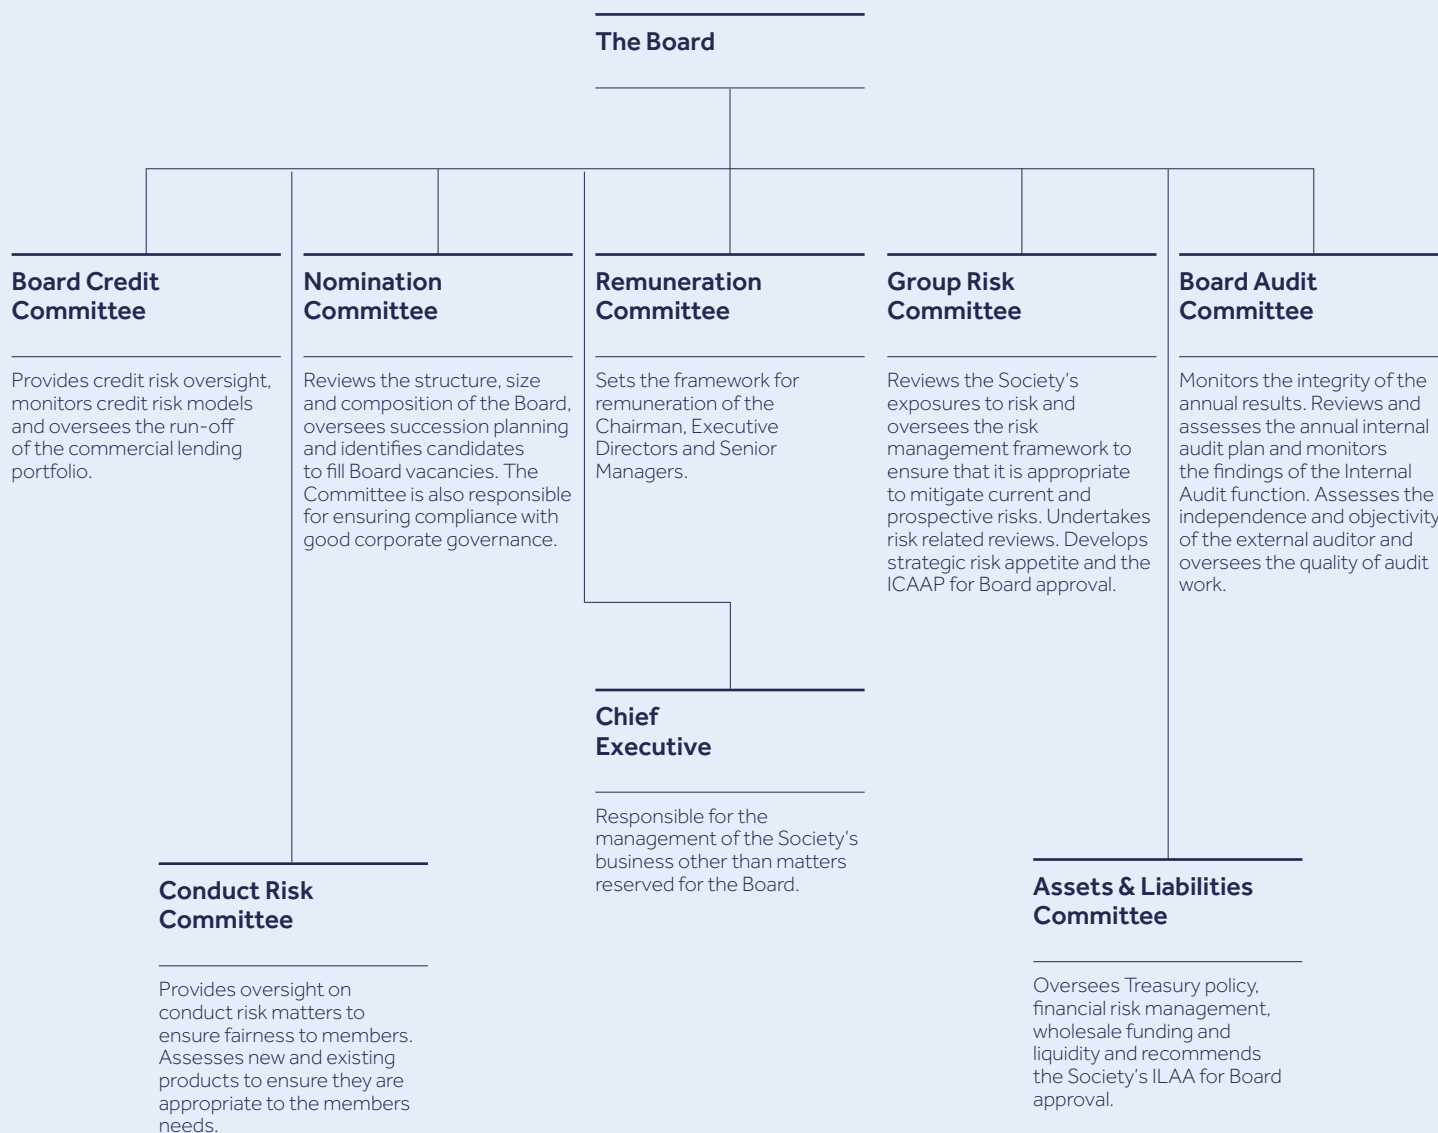 The Board
Board Credit
Committee
Provides credit risk oversight,
monitors credit risk models
and oversees the run-off
of the commercial lending
portfolio.
Nomination
Committee
Reviews the structure, size
and composition of the Board,
oversees succession planning
and identifies candidates
to fill Board vacancies. The
Committee is also responsible
for ensuring compliance with
good corporate governance.
Remuneration
Committee
Sets the framework for
remuneration of the
Chairman, Executive
Directors and Senior
Managers.
Group Risk
Committee
Reviews the Society's
exposures to risk and
oversees the risk
management framework to
ensure that it is appropriate
to mitigate current and
prospective risks. Undertakes
risk related reviews. Develops
strategic risk appetite and the
ICAAP for Board approval.
Board Audit
Committee
Monitors the integrity of the
annual results. Reviews and
assesses the annual internal
audit plan and monitors
the findings of the Internal
Audit function. Assesses the
independence and objectivity
of the external auditor and
oversees the quality of audit
work.
Chief
Executive
Responsible for the
management of the Society's
business other than matters
reserved for the Board.
Conduct Risk
Committee
Provides oversight on
conduct risk matters to
ensure fairness to members.
Assesses new and existing
products to ensure they are
appropriate to the members
needs.
Assets & Liabilities
Committee
Oversees Treasury policy,
financial risk management,
wholesale funding and
liquidity and recommends
the Society's ILAA for Board
approval.